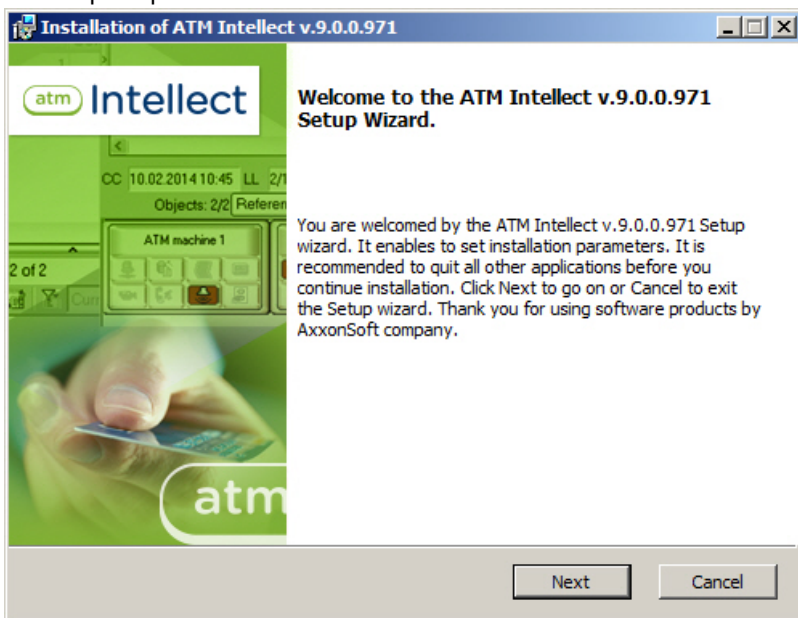 Installation of ATM Intellect v.9.0.0.971
atm Intellect
Welcome to the ATM Intellect v.9.0.0.971
Setup Wizard.
CC 10.02.2014 10:45 LL 2/1
Objects: 2/2 Referen
ATM machine 1
2 of 2
Curr
You are welcomed by the ATM Intellect v.9.0.0.971 Setup
wizard. It enables to set installation parameters. It is
recommended to quit all other applications before you
continue installation. Click Next to go on or Cancel to exit
the Setup wizard. Thank you for using software products by
AxxonSoft company.
atm
Next Cancel